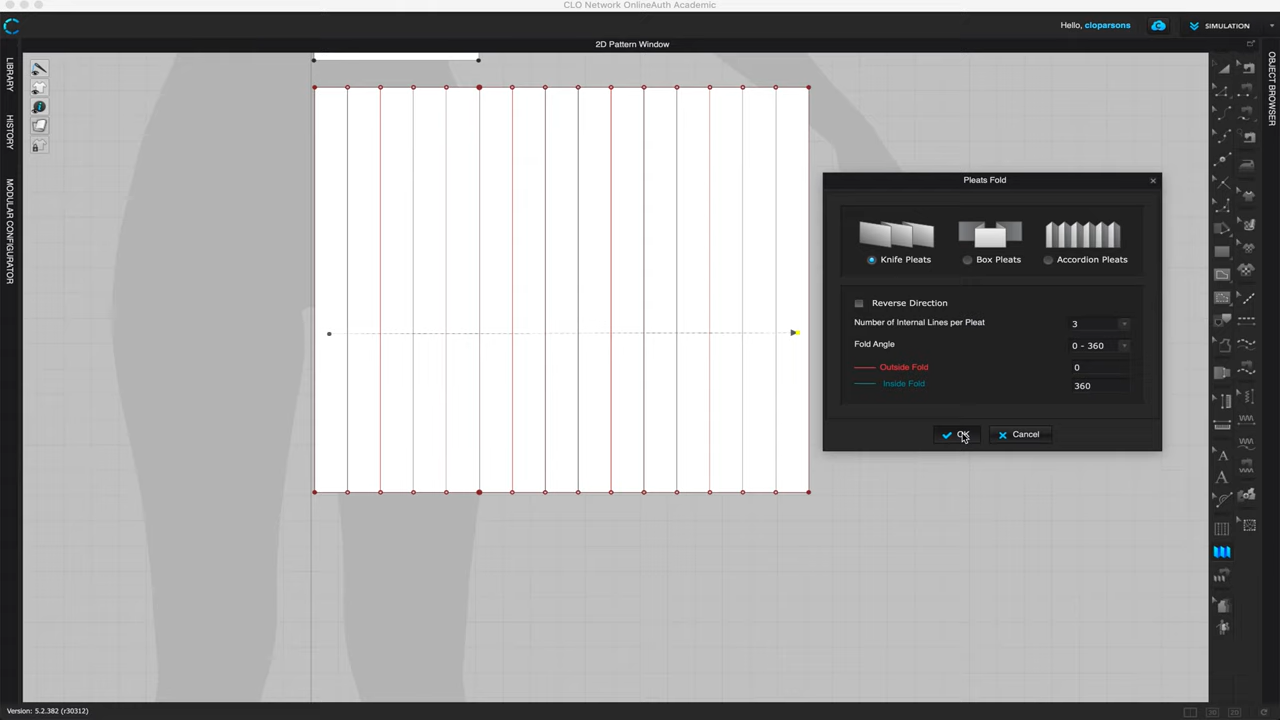 CLO Network OnlineAuth Academic
Hello, cloparsons
SIMULATION
2D Pattern Window
LIBRARY
HISTORY
MODULAR CONFIGURATOR
OBJECT BROWSER
Pleats Fold
Knife Pleats
Box Pleats
Accordion Pleats
Reverse Direction
Number of Internal Lines per Pleat
3
Fold Angle
0 - 360
Outside Fold
0
Inside Fold
360
OK
Cancel
Version: 5.2.382 (r30312)
3D
2D